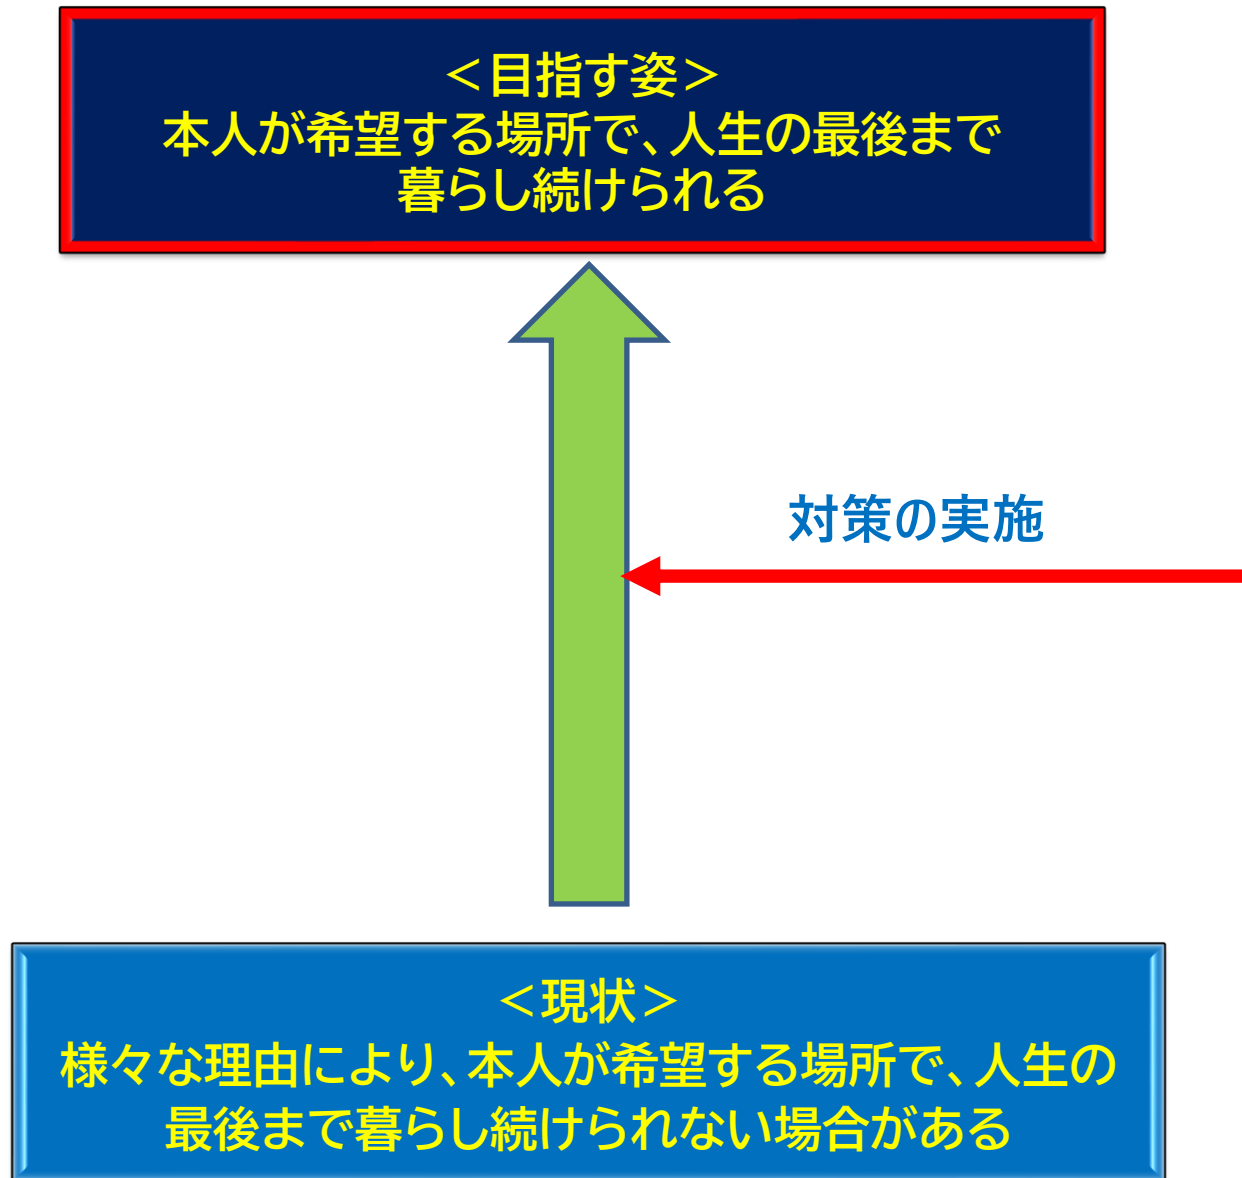 ＜目指す姿＞
本人が希望する場所で、人生の最後まで
暮らし続けられる
対策の実施
＜現状＞
様々な理由により、本人が希望する場所で、人生の
最後まで暮らし続けられない場合がある